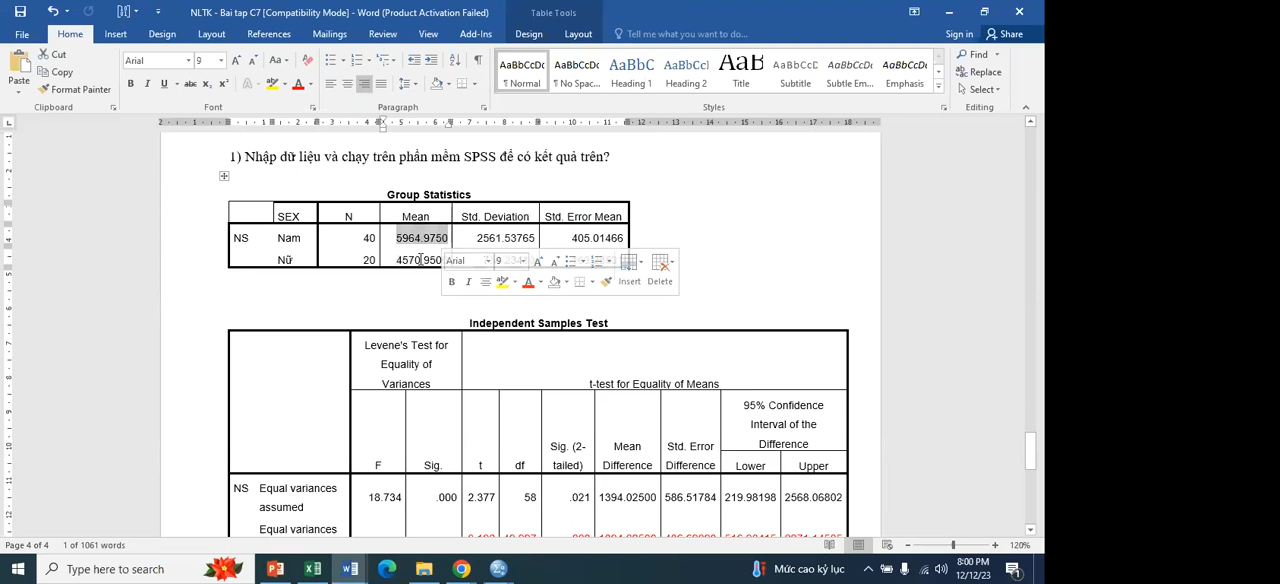 NLTK - Bai tap C7 [Compatibility Mode] - Word (Product Activation Failed)
Table Tools
File Home Insert Design Layout References Mailings Review View Add-Ins Design Layout Tell me what you want to do... Sign in Share
Paste Cut Copy Format Painter
Clipboard
Arial 9
Font
Paragraph
AaBbCcDc AaBbCcDc AaBbC AaBbCc AaB AaBbCcD AaBbCcDc AaBbCcDc
¶ Normal ¶ No Spac... Heading 1 Heading 2 Title Subtitle Subtle Em... Emphasis
Styles
Find Replace Select
Editing
1) Nhập dữ liệu và chạy trên phần mềm SPSS để có kết quả trên?
Group Statistics
SEX N Mean Std. Deviation Std. Error Mean
NS Nam 40 5964.9750 2561.53765 405.01466
Nữ 20
Arial 9
B I Insert Delete
Independent Samples Test
Levene's Test for
Equality of
Variances
t-test for Equality of Means
95% Confidence
Interval of the
Difference
F Sig. t df Sig. (2-
tailed)
Mean
Difference
Std. Error
Difference
Lower Upper
NS Equal variances
assumed
18.734 .000 2.377 58 .021 1394.02500 586.51784 219.98198 2568.06802
Equal variances
Page 4 of 4 1 of 1061 words 120%
Type here to search
Mức cao kỷ lục
8:00 PM
12/12/23